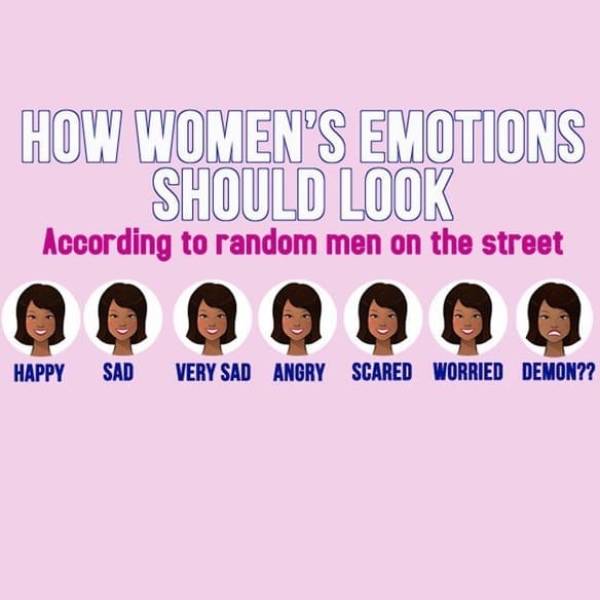 HOW WOMEN'S EMOTIONS
SHOULD LOOK
According to random men on the street
HAPPY SAD VERY SAD ANGRY SCARED WORRIED DEMON??